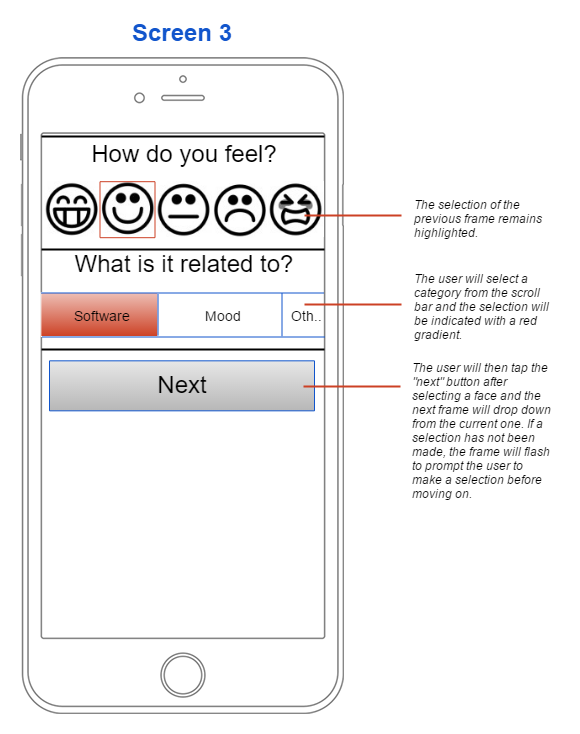 Screen 3
How do you feel?
The selection of the
previous frame remains
highlighted.
What is it related to?
Software
Mood
Oth..
The user will select a
category from the scroll
bar and the selection will
be indicated with a red
gradient.
Next
The user will then tap the
"next" button after
selecting a face and the
next frame will drop down
from the current one. If a
selection has not been
made, the frame will flash
to prompt the user to
make a selection before
moving on.